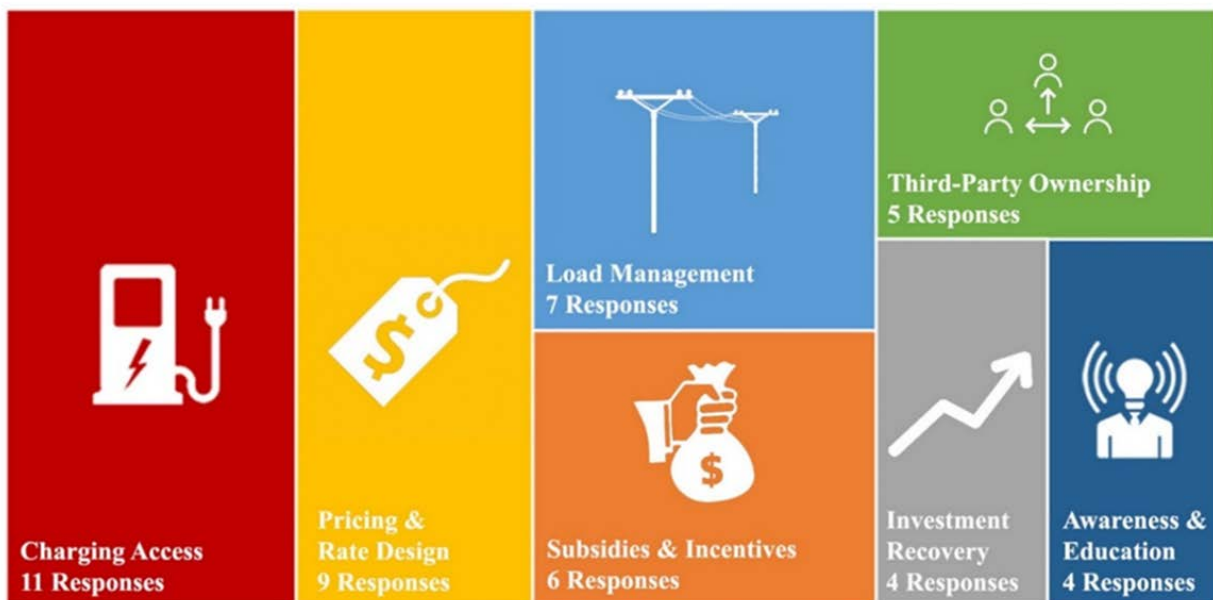 Charging Access
11 Responses
Pricing &
Rate Design
9 Responses
Load Management
7 Responses
$
Subsidies & Incentives
6 Responses
$
Third-Party Ownership
5 Responses
Investment
Recovery
4 Responses
Awareness &
Education
4 Responses